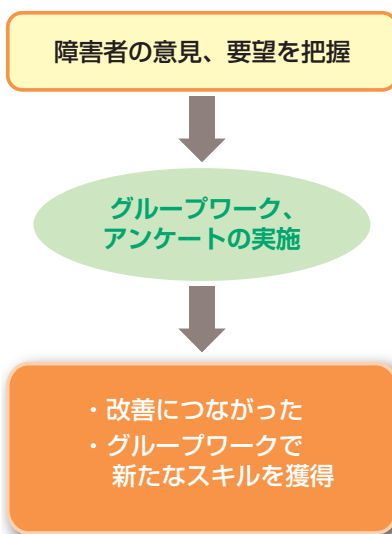 障害者の意見、要望を把握
グループワーク、
アンケートの実施
・改善につながった
・グループワークで
新たなスキルを獲得